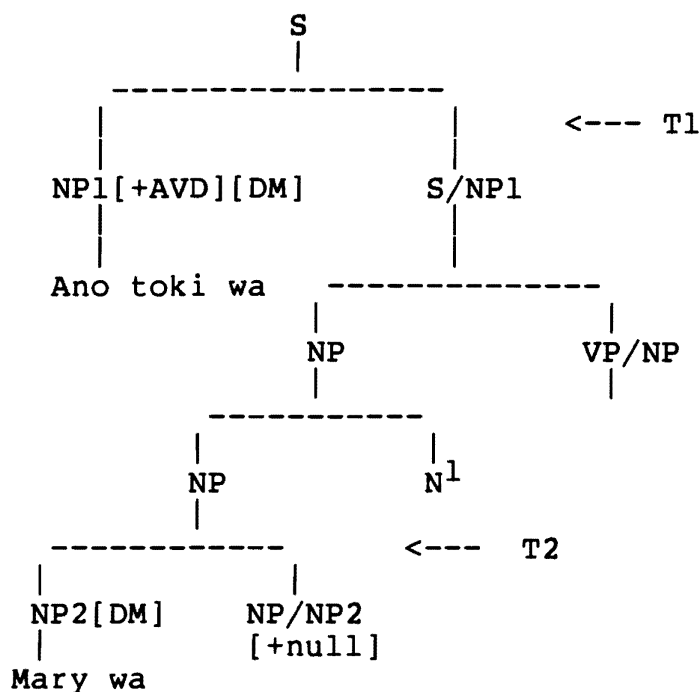 S
<--- T1
NP1[+AVD][DM] S/NP1
Ano toki wa
NP VP/NP
NP N1
<--- T2
NP2[DM] NP/NP2
[+null]
Mary wa